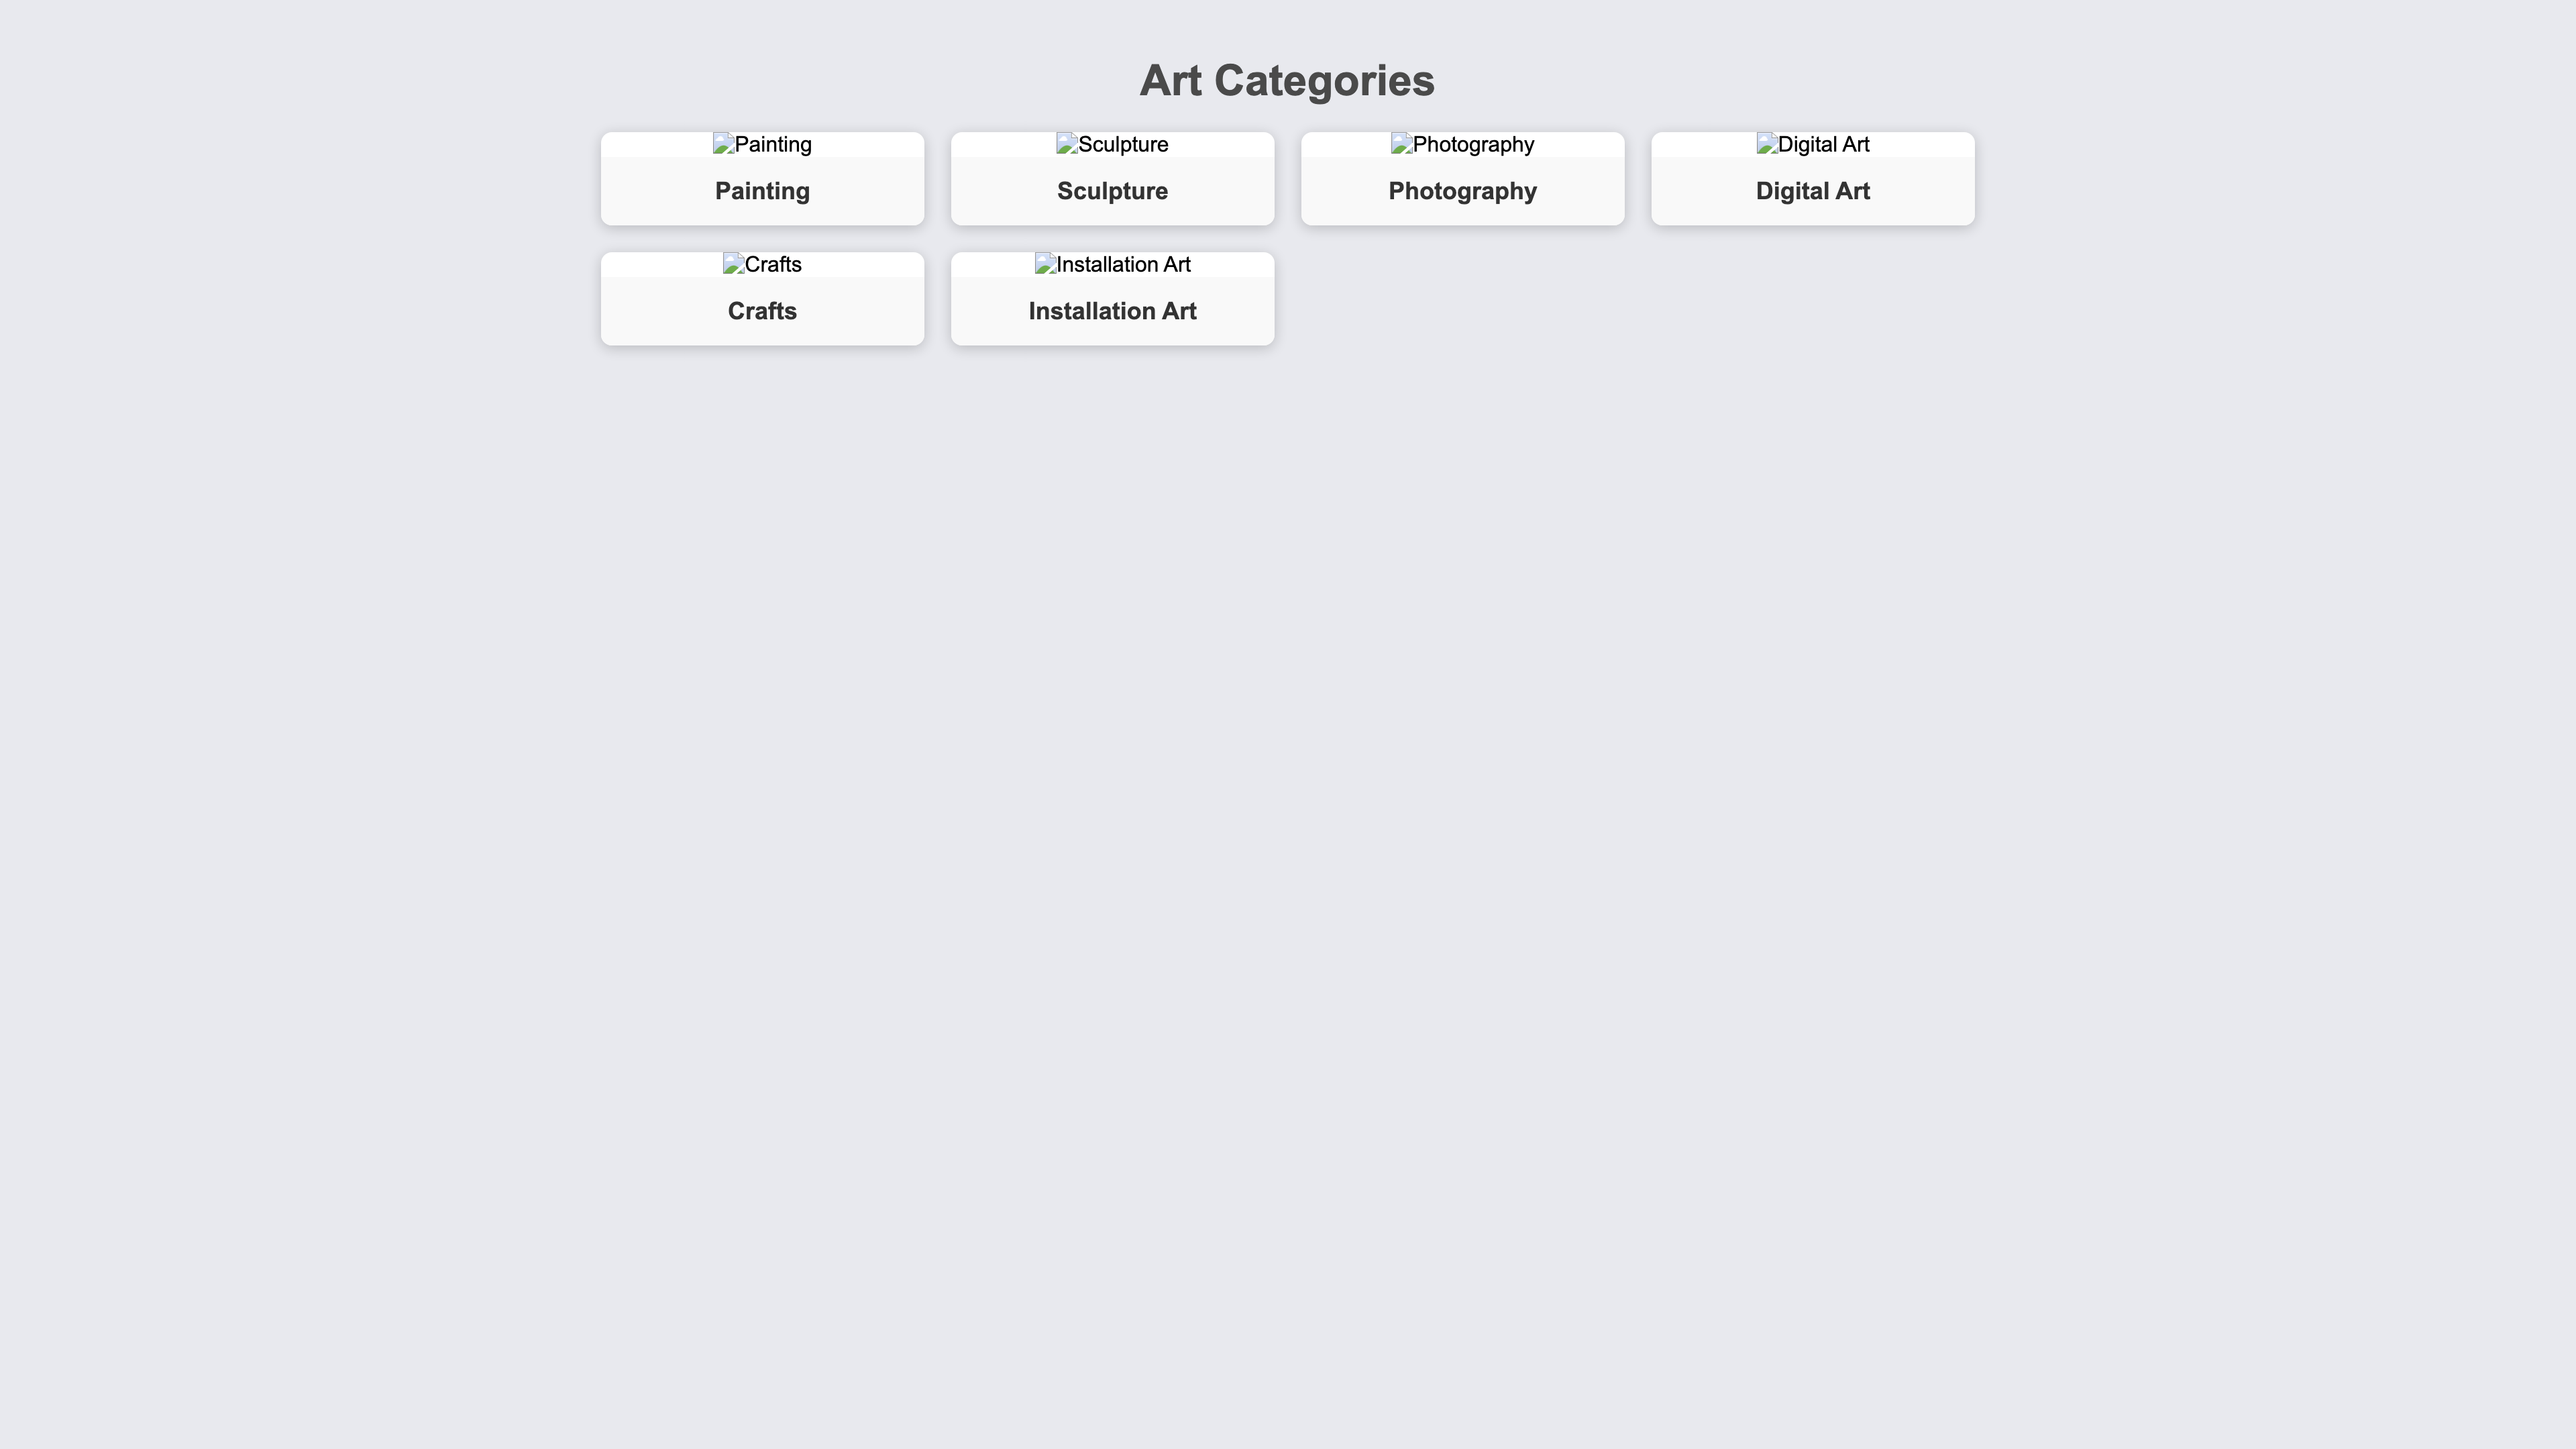 Art Categories
Painting
Sculpture
Photography
Digital Art
Painting
Sculpture
Photography
Digital Art
Crafts
Installation Art
Crafts
Installation Art